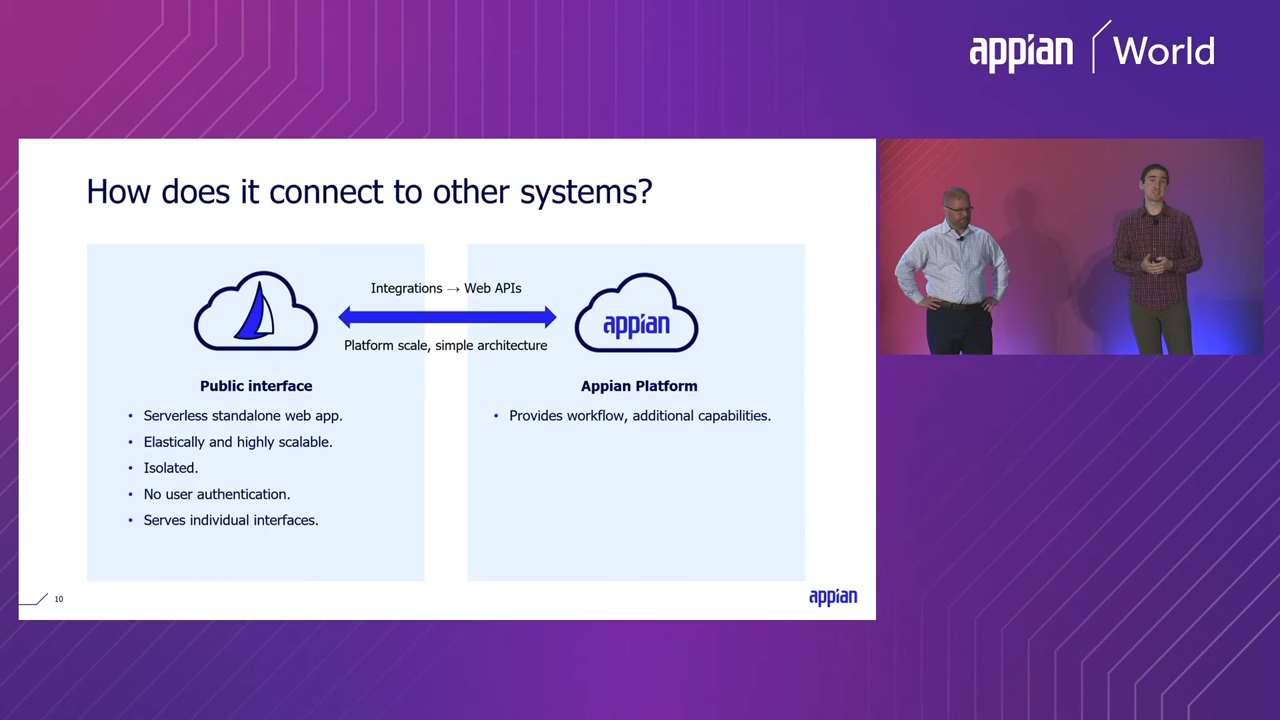 appian World
How does it connect to other systems?
Integrations → Web APIs
Platform scale, simple architecture
appian
Public interface
• Serverless standalone web app.
• Elastically and highly scalable.
• Isolated.
• No user authentication.
• Serves individual interfaces.
Appian Platform
• Provides workflow, additional capabilities.
10
appian